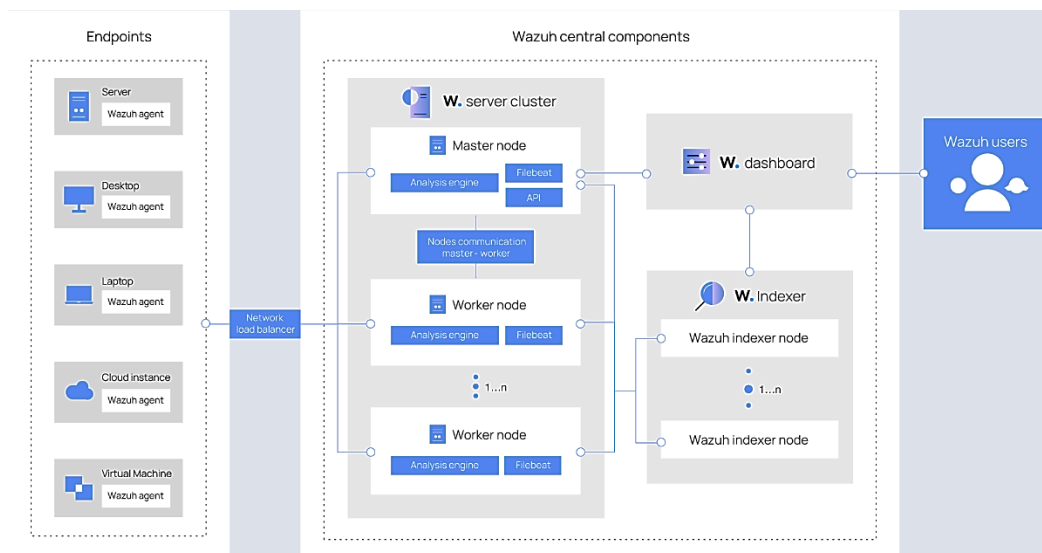 Endpoints
Server
Wazuh agent
Desktop
Wazuh agent
Laptop
Wazuh agent
Cloud instance
Wazuh agent
Virtual Machine
Wazuh agent
Network
load balancer
Wazuh central components
W. server cluster
Master node
Analysis engine
Filebeat
API
Nodes communication
master - worker
Worker node
Analysis engine
Filebeat
1...n
Worker node
Analysis engine
Filebeat
W. dashboard
W. Indexer
Wazuh indexer node
1...n
Wazuh indexer node
Wazuh users